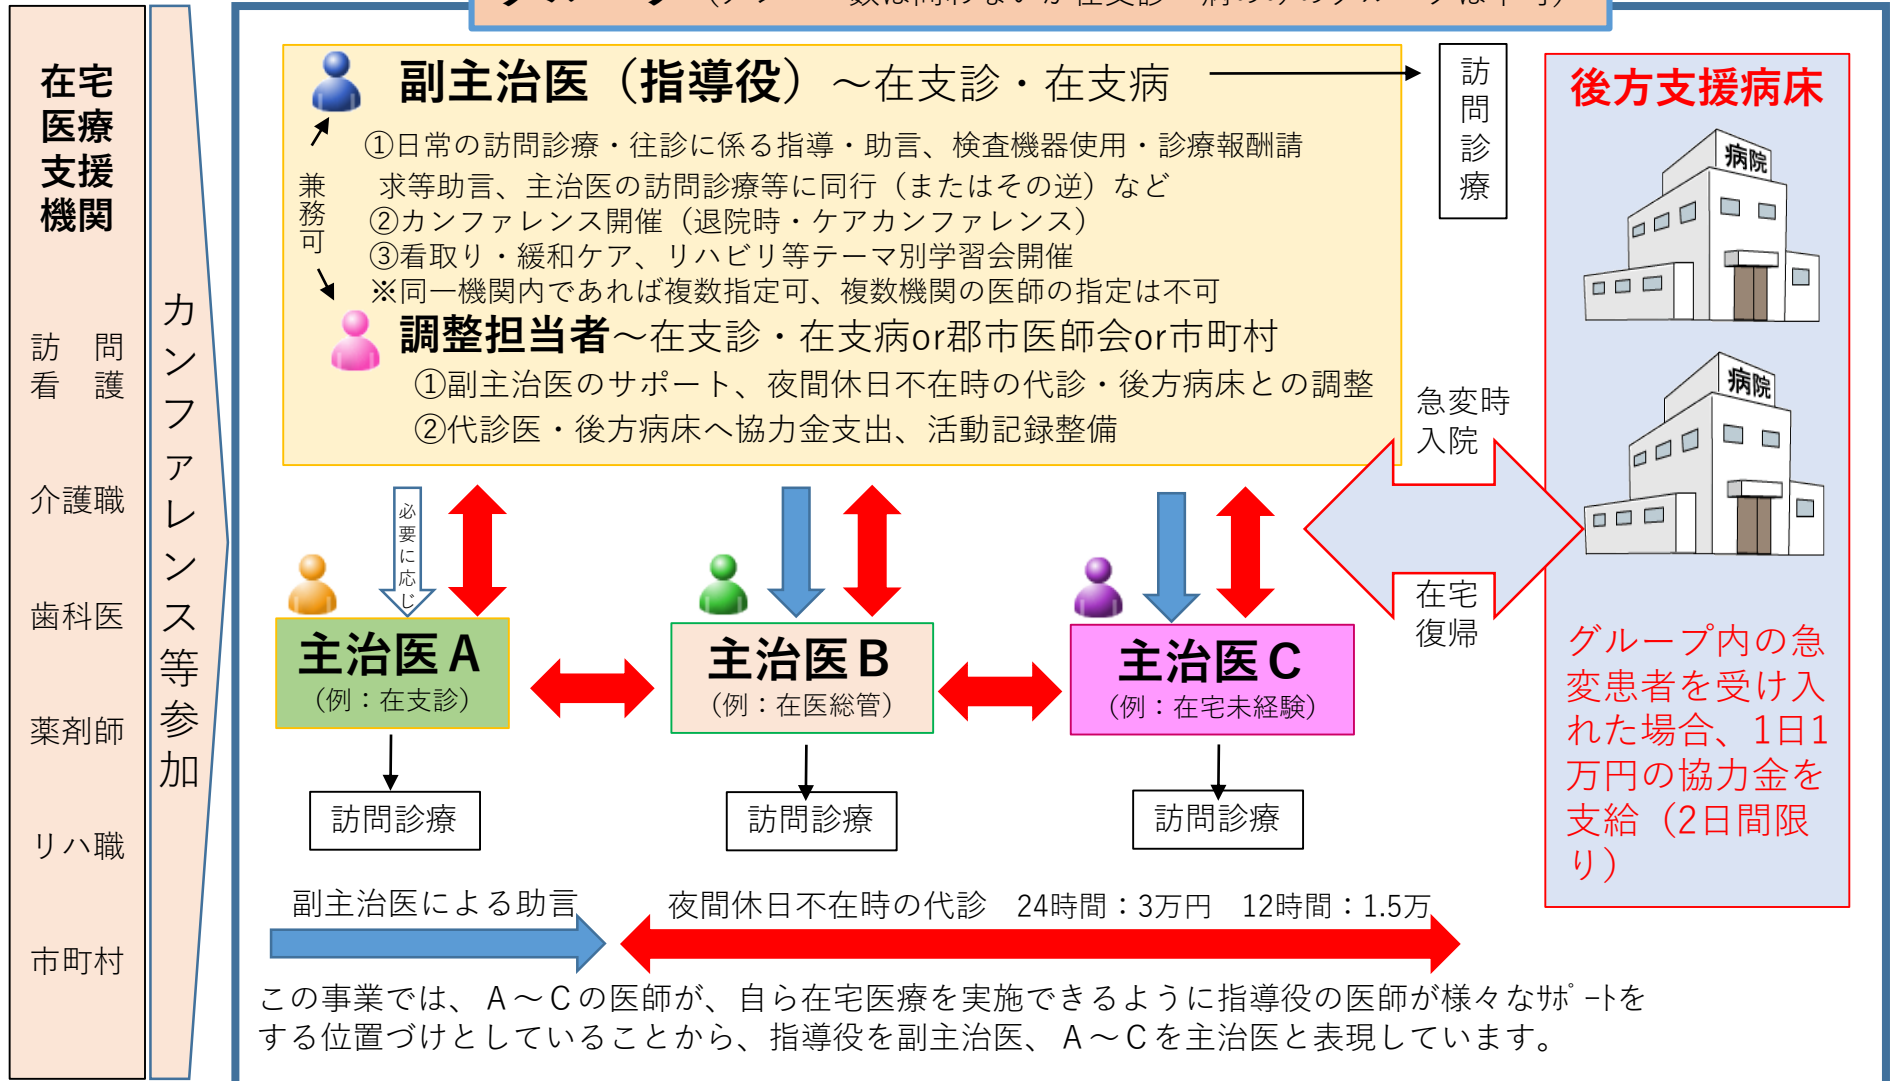 在宅
医療
支援
機関
訪　問
看　護
介護職
歯科医
薬剤師
リハ職
市町村
カンファレンス等参加
副主治医（指導役）～在支診・在支病
①日常の訪問診療・往診に係る指導・助言、検査機器使用・診療報酬請
求等助言、主治医の訪問診療等に同行（またはその逆）など
②カンファレンス開催（退院時・ケアカンファレンス）
③看取り・緩和ケア、リハビリ等テーマ別学習会開催
※同一機関内であれば複数指定可、複数機関の医師の指定は不可
兼務可
調整担当者～在支診・在支病or郡市医師会or市町村
①副主治医のサポート、夜間休日不在時の代診・後方病床との調整
②代診医・後方病床へ協力金支出、活動記録整備
訪問診療
後方支援病床
病院
病院
急変時
入院
在宅
復帰
グループ内の急
変患者を受け入
れた場合、1日1
万円の協力金を
支給（2日間限
り）
必要に応じ
主治医Ａ
（例：在支診）
主治医Ｂ
（例：在医総管）
主治医Ｃ
（例：在宅未経験）
訪問診療
訪問診療
訪問診療
副主治医による助言
夜間休日不在時の代診　24時間：3万円　12時間：1.5万
この事業では、Ａ～Ｃの医師が、自ら在宅医療を実施できるように指導役の医師が様々なｻﾎﾟｰﾄを
する位置づけとしていることから、指導役を副主治医、Ａ～Ｃを主治医と表現しています。